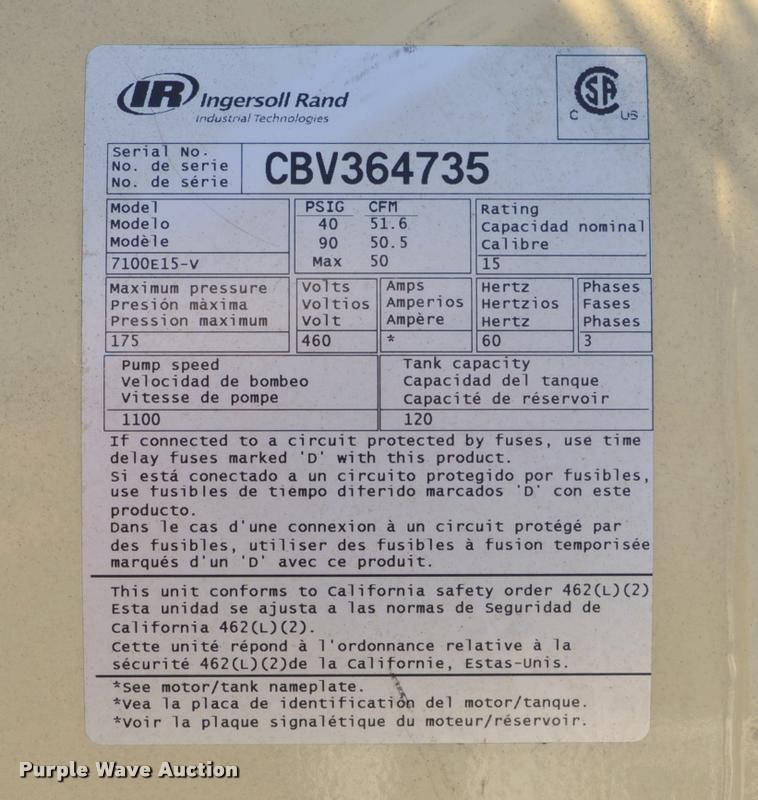 IR Ingersoll Rand
Industrial Technologies
SA
C US
Serial No.
No. de serie
No. de série
CBV364735
Model
Modelo
Modèle
7100E15-V
PSIG CFM
40 51.6
90 50.5
Max 50
Rating
Capacidad nominal
Calibre
15
Maximum pressure
Presión màxima
Pression maximum
175
Volts
Voltios
Volt
460
Amps
Amperios
Ampère
*
Hertz
Hertzios
Hertz
60
Phases
Fases
Phases
3
Pump speed
Velocidad de bombeo
Vitesse de pompe
1100
Tank capacity
Capacidad del tanque
Capacité de réservoir
120
If connected to a circuit protected by fuses, use time
delay fuses marked 'D' with this product.
Si está conectado a un circuito protegido por fusibles,
use fusibles de tiempo diferido marcados 'D' con este
producto.
Dans le cas d'une connexion à un circuit protégé par
des fusibles, utiliser des fusibles à fusion temporisée
marqués d'un 'D' avec ce produit.
This unit conforms to California safety order 462(L)(2)
Esta unidad se ajusta a las normas de Seguridad de
California 462(L)(2).
Cette unité répond à l'ordonnance relative à la
sécurité 462(L)(2)de la Californie, Estas-Unis.
*See motor/tank nameplate.
*Vea la placa de identificación del motor/tanque.
*Voir la plaque signalétique du moteur/réservoir.
Purple Wave Auction